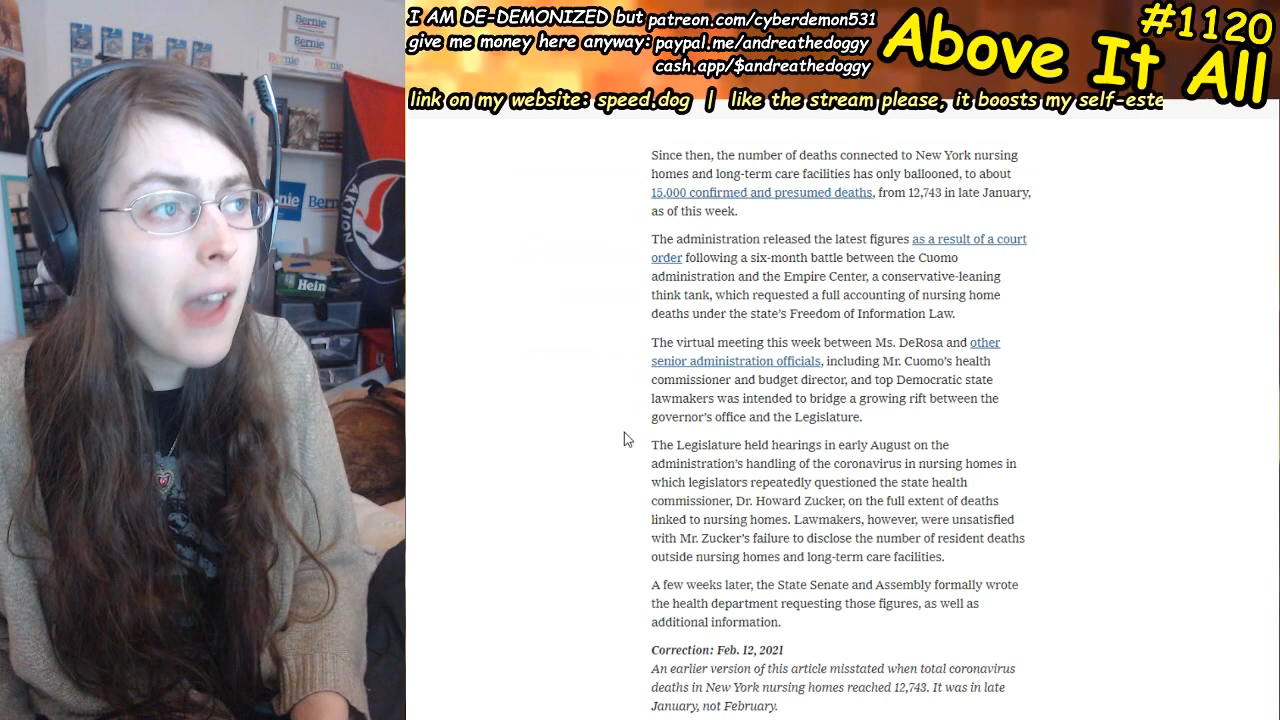 I AM DE-DEMONIZED but patreon.com/cyberdemon531
give me money here anyway: paypal.me/andreathedoggy
cash.app/$andreathedoggy
link on my website: speed.dog | like the stream please, it boosts my self-este
Above It All
#1120
Bernie
Bernie
Bernie
nie
Bern
AKTION
Hein
Since then, the number of deaths connected to New York nursing
homes and long-term care facilities has only ballooned, to about
15,000 confirmed and presumed deaths, from 12,743 in late January,
as of this week.
The administration released the latest figures as a result of a court
order following a six-month battle between the Cuomo
administration and the Empire Center, a conservative-leaning
think tank, which requested a full accounting of nursing home
deaths under the state’s Freedom of Information Law.
The virtual meeting this week between Ms. DeRosa and other
senior administration officials, including Mr. Cuomo’s health
commissioner and budget director, and top Democratic state
lawmakers was intended to bridge a growing rift between the
governor’s office and the Legislature.
The Legislature held hearings in early August on the
administration’s handling of the coronavirus in nursing homes in
which legislators repeatedly questioned the state health
commissioner, Dr. Howard Zucker, on the full extent of deaths
linked to nursing homes. Lawmakers, however, were unsatisfied
with Mr. Zucker’s failure to disclose the number of resident deaths
outside nursing homes and long-term care facilities.
A few weeks later, the State Senate and Assembly formally wrote
the health department requesting those figures, as well as
additional information.
Correction: Feb. 12, 2021
An earlier version of this article misstated when total coronavirus
deaths in New York nursing homes reached 12,743. It was in late
January, not February.